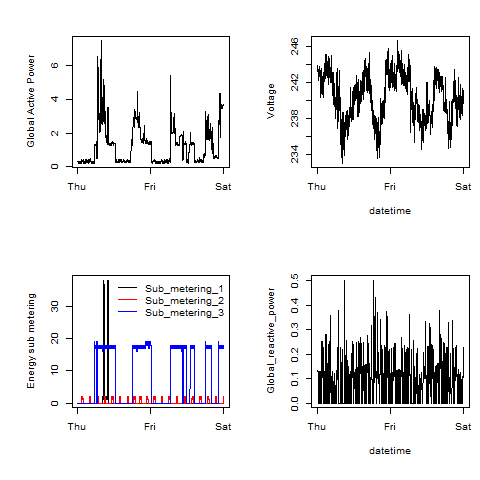 Global Active Power
6
4
2
0
Thu Fri Sat
Voltage
246
242
238
234
Thu Fri Sat
datetime
Energy sub metering
30
20
10
0
Sub_metering_1
Sub_metering_2
Sub_metering_3
Thu Fri Sat
Global_reactive_power
0.5
0.4
0.3
0.2
0.1
0.0
Thu Fri Sat
datetime